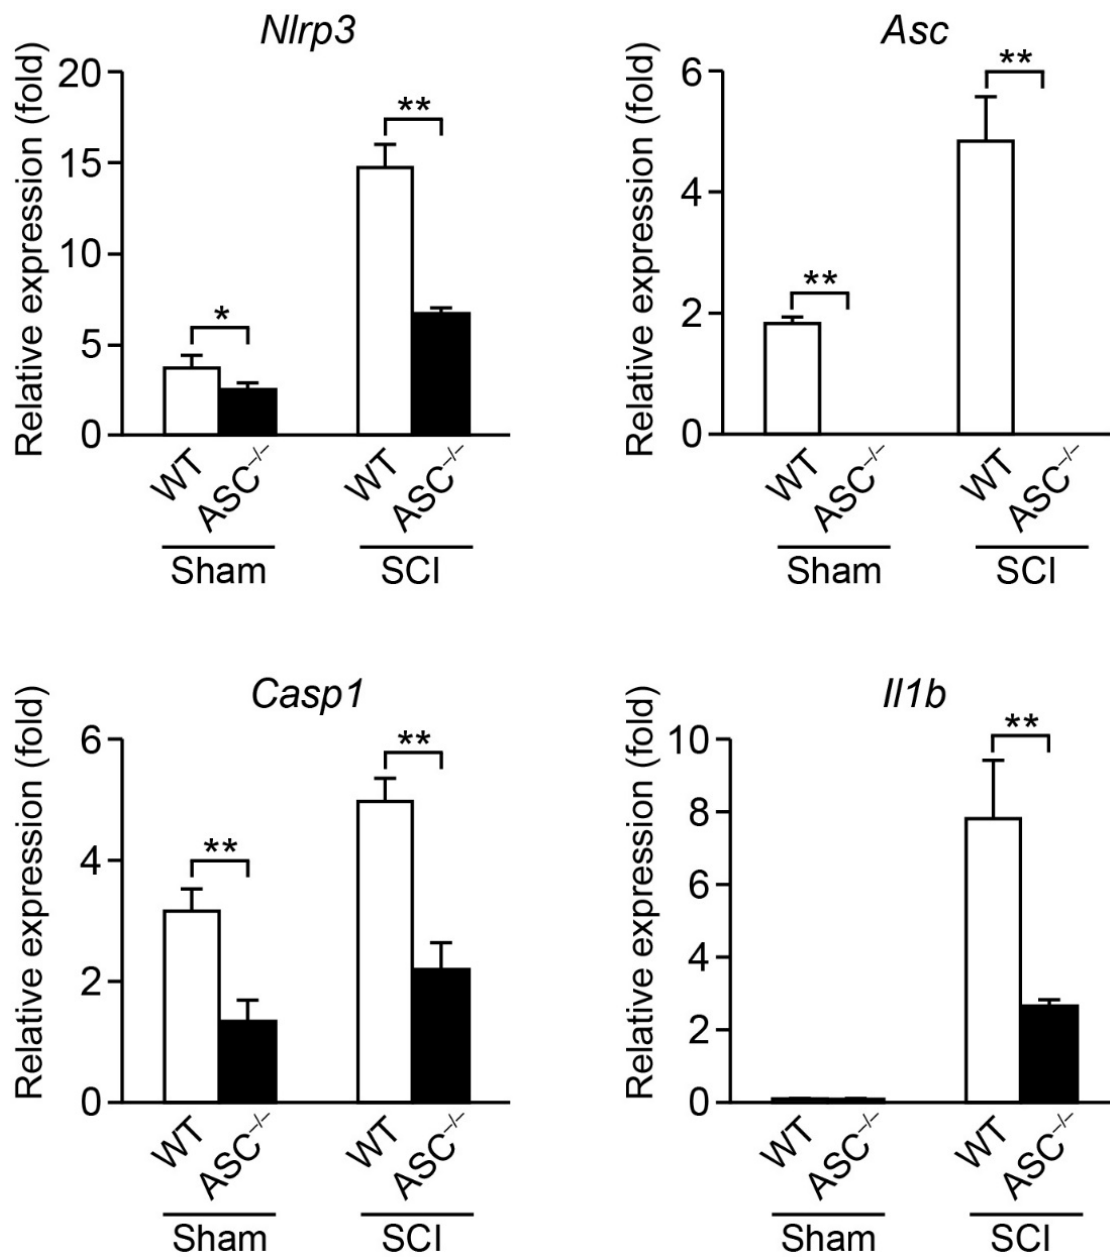 Nlrp3
Relative expression (fold)
20
15
10
5
0
*
**
WT
ASC⁻/⁻
WT
ASC⁻/⁻
Sham
SCI
Asc
Relative expression (fold)
6
4
2
0
**
**
WT
ASC⁻/⁻
WT
ASC⁻/⁻
Sham
SCI
Casp1
Relative expression (fold)
6
4
2
0
**
**
WT
ASC⁻/⁻
WT
ASC⁻/⁻
Sham
SCI
Il1b
Relative expression (fold)
10
8
6
4
2
0
**
WT
ASC⁻/⁻
WT
ASC⁻/⁻
Sham
SCI